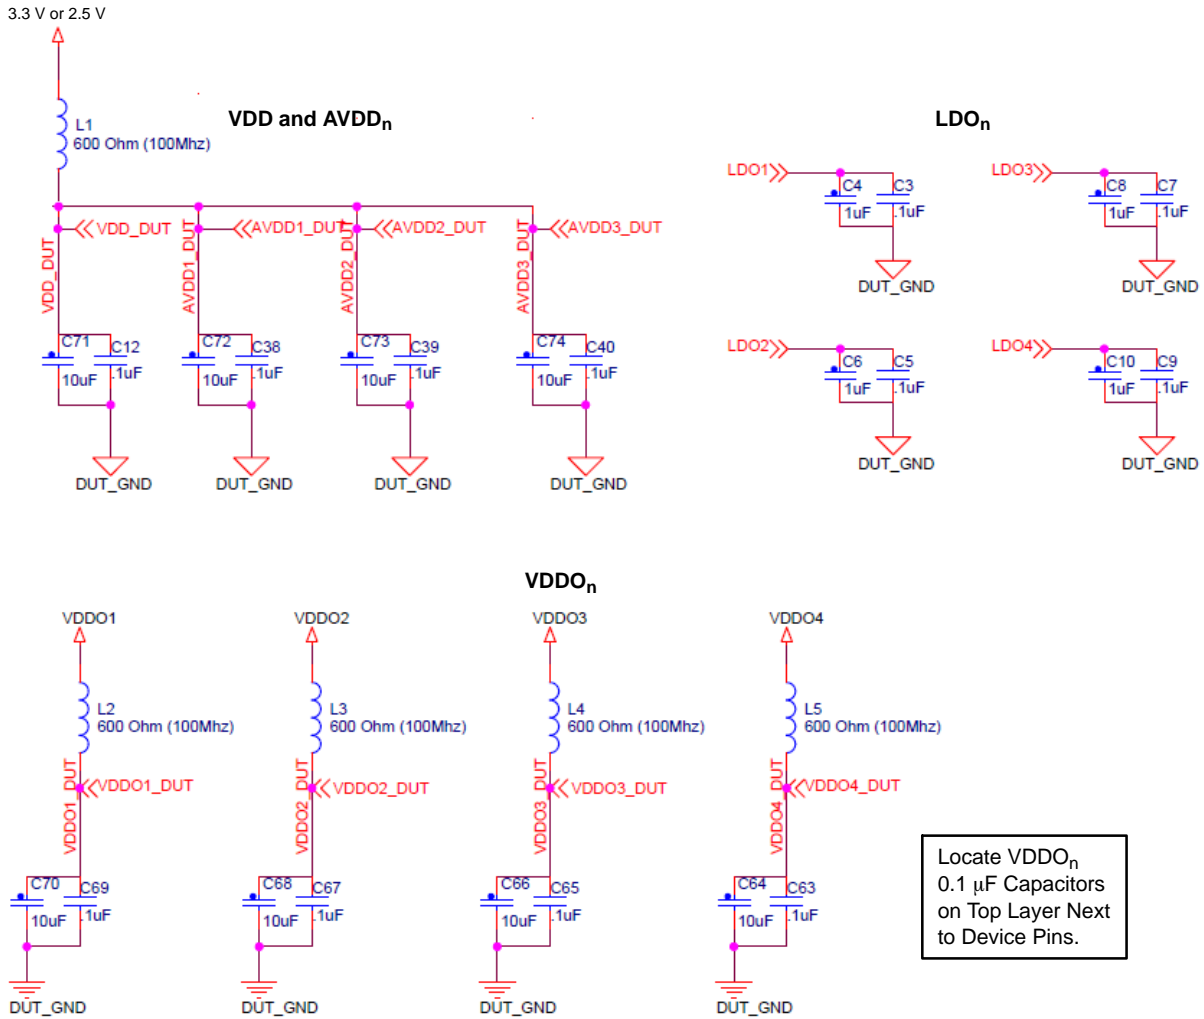 3.3 V or 2.5 V
L1
600 Ohm (100Mhz)
VDD and AVDDn
VDD_DUT
AVDD1_DUT
AVDD2_DUT
AVDD3_DUT
VDD_DUT
AVDD1_DUT
AVDD2_DUT
AVDD3_DUT
C71
10uF
C12
.1uF
C72
10uF
C38
.1uF
C73
10uF
C39
.1uF
C74
10uF
C40
.1uF
DUT_GND
DUT_GND
DUT_GND
DUT_GND
LDOn
LDO1
C4
1uF
C3
.1uF
DUT_GND
LDO3
C8
1uF
C7
.1uF
DUT_GND
LDO2
C6
1uF
C5
.1uF
DUT_GND
LDO4
C10
1uF
C9
.1uF
DUT_GND
VDDOn
VDDO1
L2
600 Ohm (100Mhz)
VDDO1_DUT
VDDO1_DUT
C70
10uF
C69
.1uF
DUT_GND
VDDO2
L3
600 Ohm (100Mhz)
VDDO2_DUT
VDDO2_DUT
C68
10uF
C67
.1uF
DUT_GND
VDDO3
L4
600 Ohm (100Mhz)
VDDO3_DUT
VDDO3_DUT
C66
10uF
C65
.1uF
DUT_GND
VDDO4
L5
600 Ohm (100Mhz)
VDDO4_DUT
VDDO4_DUT
C64
10uF
C63
.1uF
DUT_GND
Locate VDDOn
0.1 μF Capacitors
on Top Layer Next
to Device Pins.